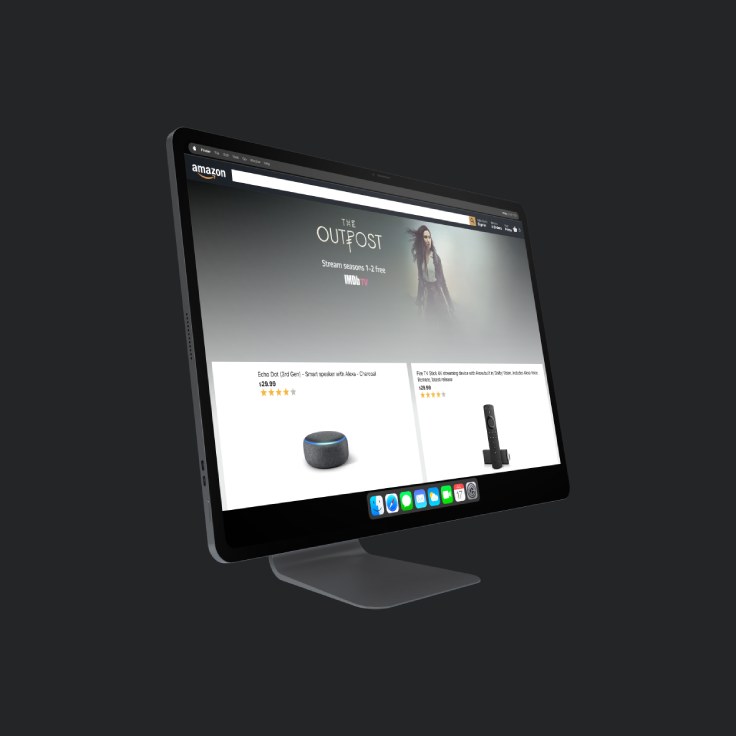 Finder
amazon
THE
OUTPOST
Stream seasons 1-2 free
IMDb TV
Echo Dot (3rd Gen) - Smart speaker with Alexa - Charcoal
$29.99
Fire TV Stick 4K streaming device with Alexa built in, Dolby Vision, includes Alexa Voice
Remote, latest release
17